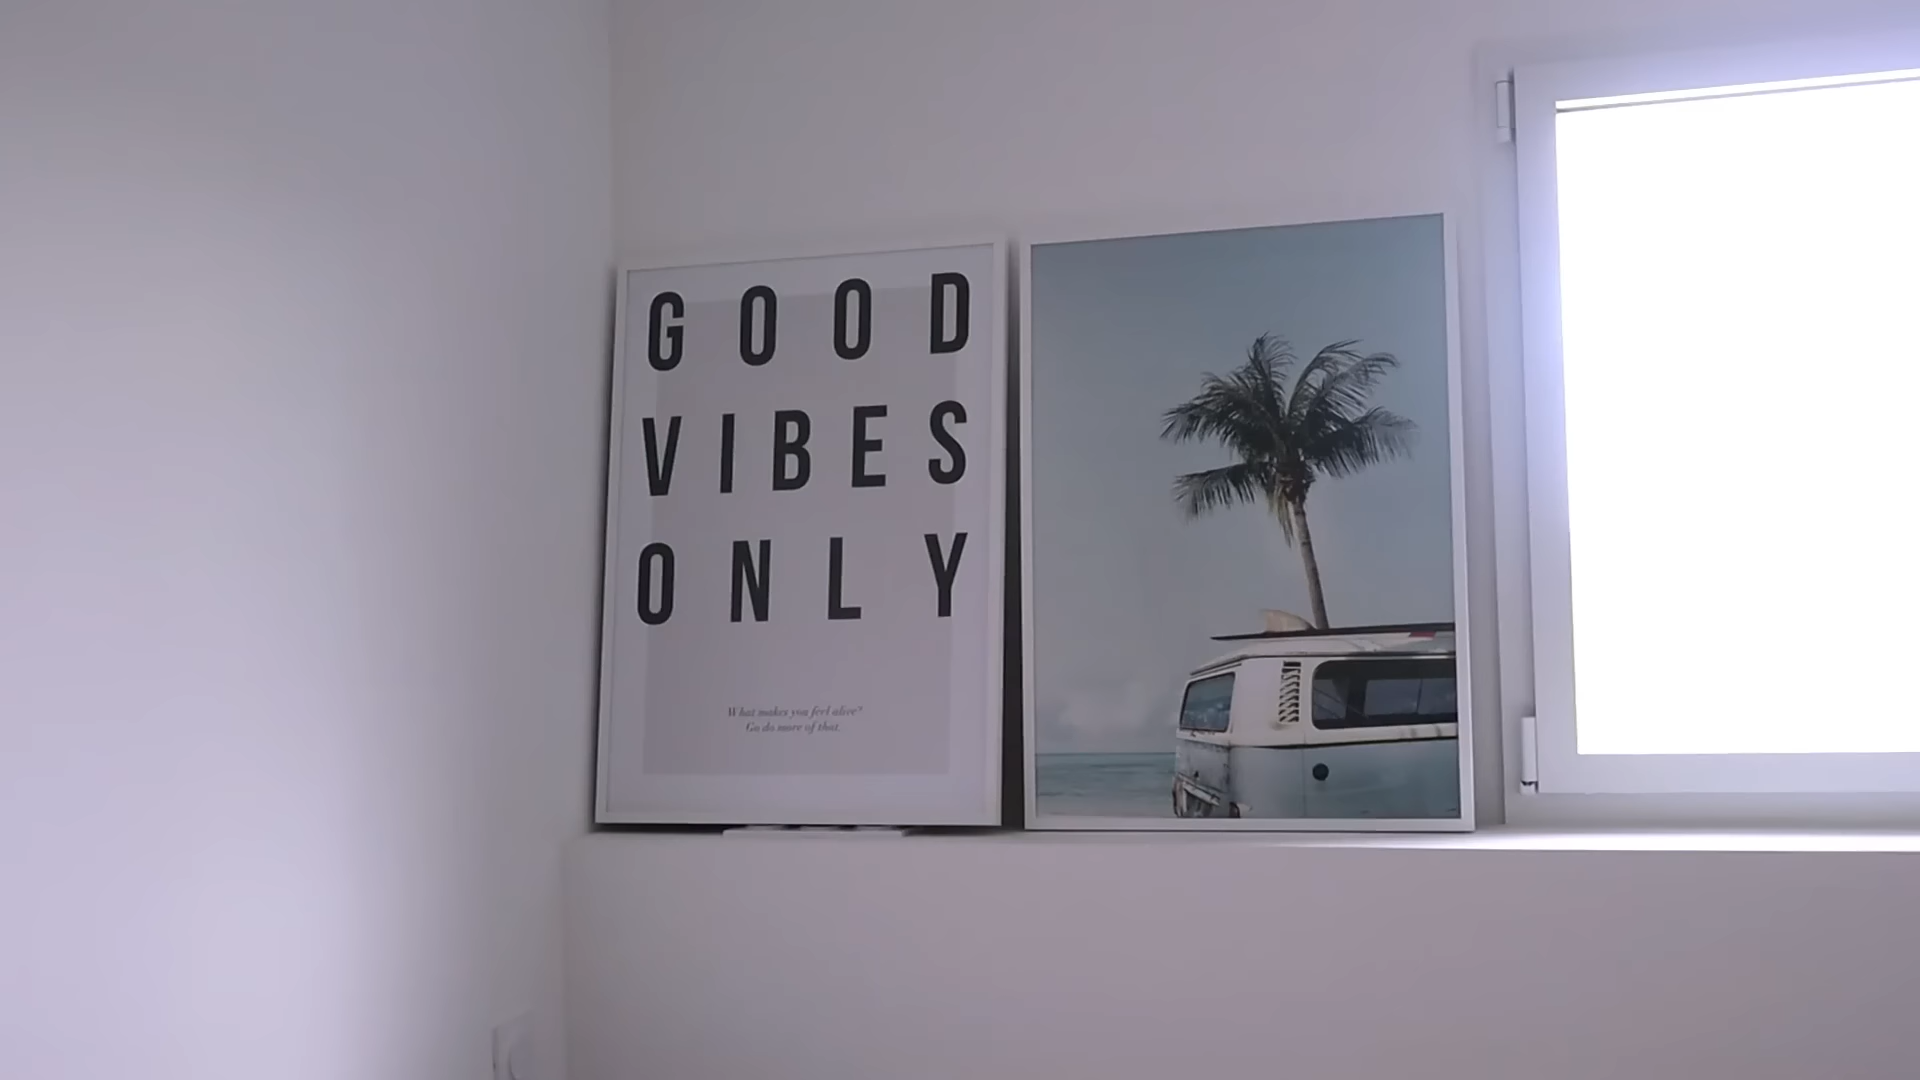 GOOD
VIBES
ONLY
What makes you feel alive?
Go do more of that.